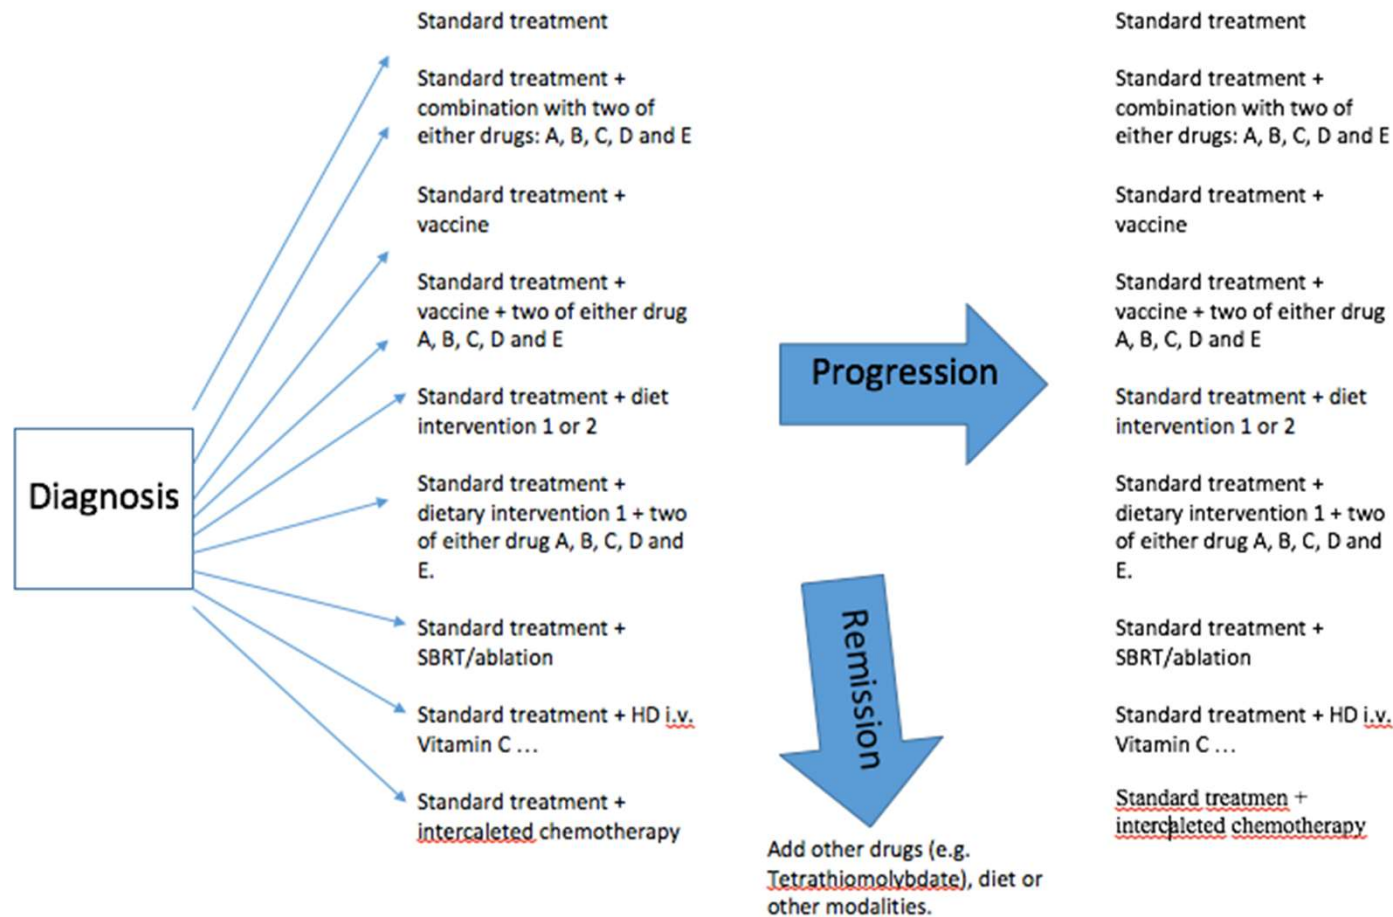 Diagnosis
Standard treatment
Standard treatment +
combination with two of
either drugs: A, B, C, D and E
Standard treatment +
vaccine
Standard treatment +
vaccine + two of either drug
A, B, C, D and E
Standard treatment + diet
intervention 1 or 2
Standard treatment +
dietary intervention 1 + two
of either drug A, B, C, D and
E.
Standard treatment +
SBRT/ablation
Standard treatment + HD i.v.
Vitamin C ...
Standard treatment +
intercaleted chemotherapy
Progression
Remission
Add other drugs (e.g.
Tetrathiomolybdate), diet or
other modalities.
Standard treatment
Standard treatment +
combination with two of
either drugs: A, B, C, D and E
Standard treatment +
vaccine
Standard treatment +
vaccine + two of either drug
A, B, C, D and E
Standard treatment + diet
intervention 1 or 2
Standard treatment +
dietary intervention 1 + two
of either drug A, B, C, D and
E.
Standard treatment +
SBRT/ablation
Standard treatment + HD i.v.
Vitamin C ...
Standard treatmen +
intercaleted chemotherapy